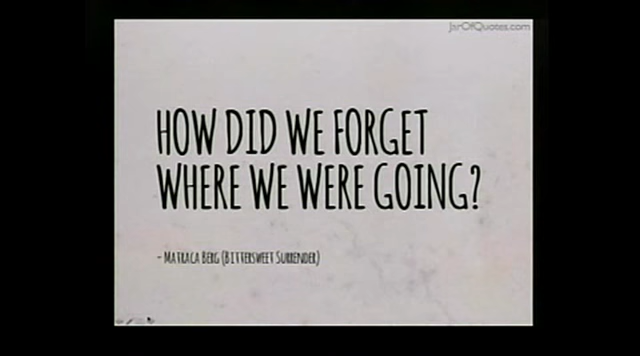 JarOfQuotes.com
HOW DID WE FORGET
WHERE WE WERE GOING?
- MATRACA BERG (BITTERSWEET SURRENDER)